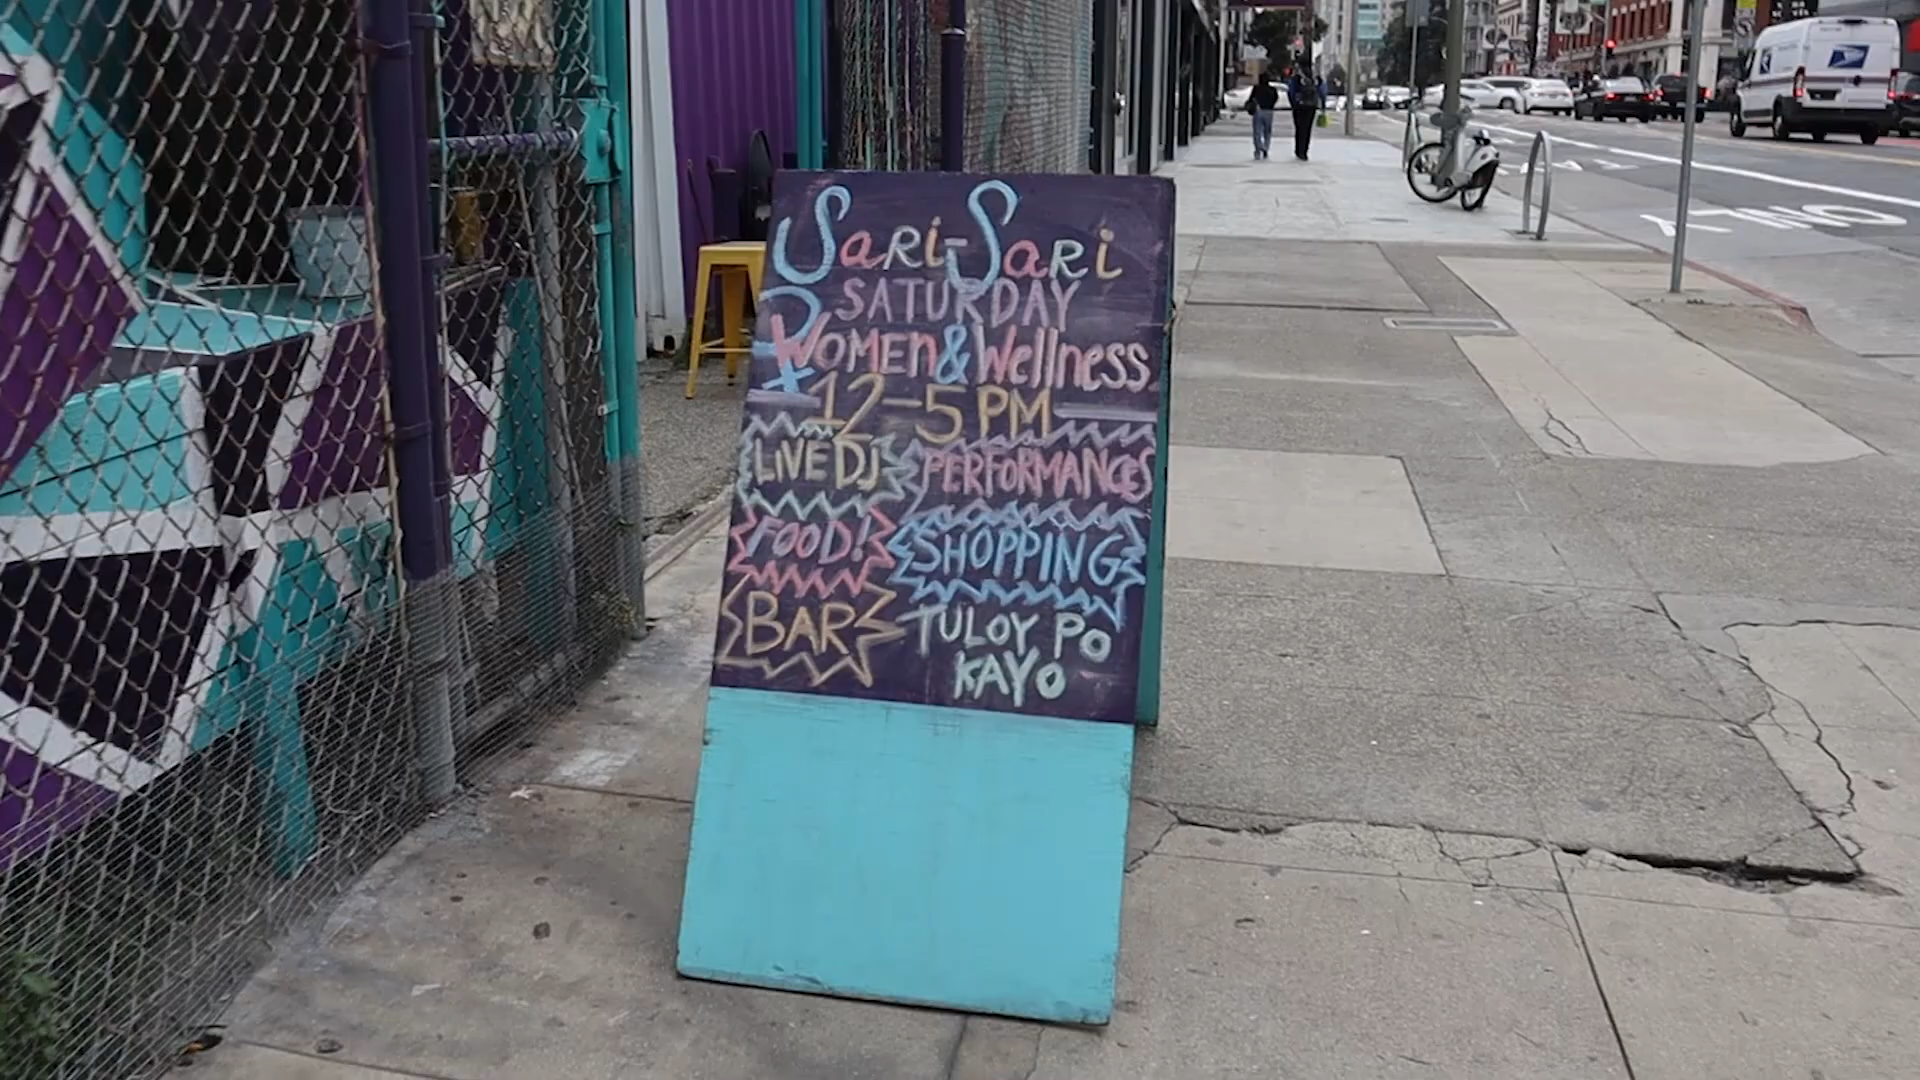 Sari-Sari
SATURDAY
WOMEN & Wellness
12-5 PM
LIVE DJ
PERFORMANCES
FOOD!
SHOPPING
BAR
TULOY PO
KAYO
ONLY